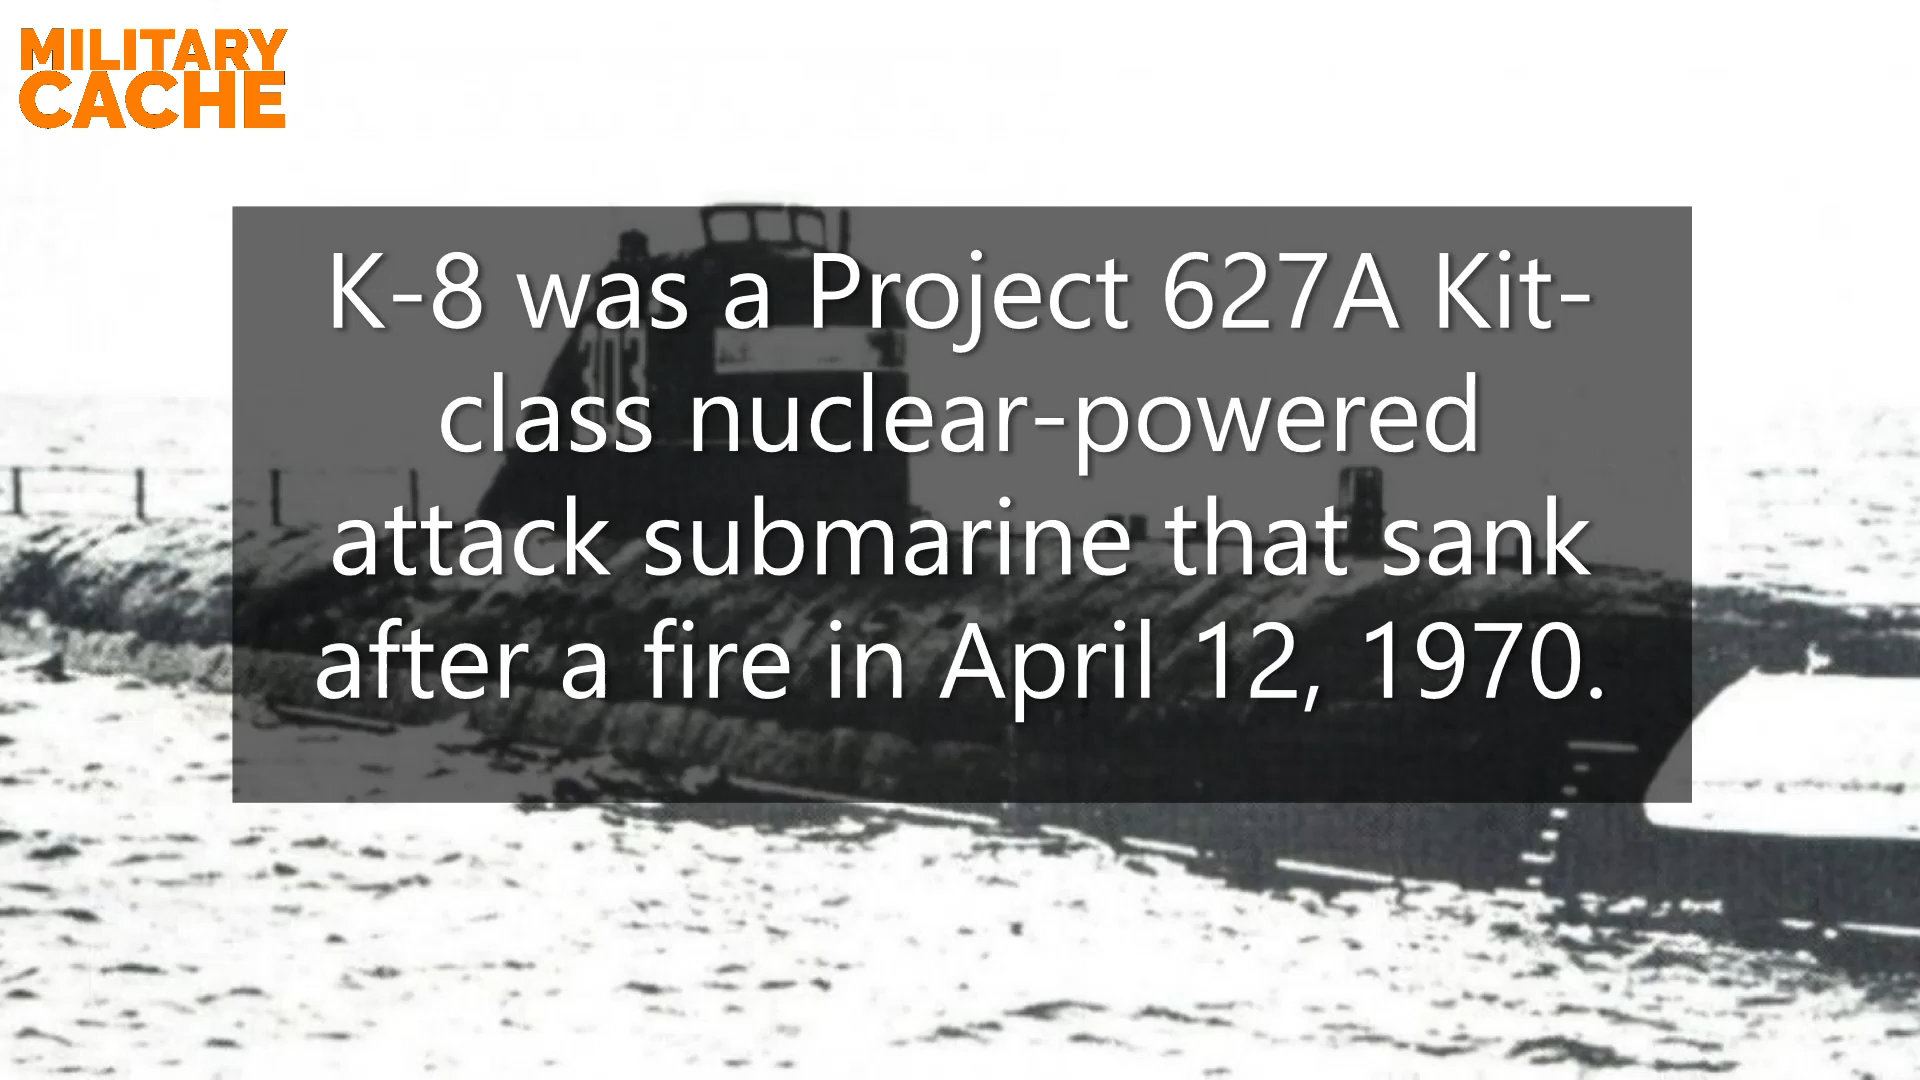 MILITARY
CACHE
K-8 was a Project 627A Kit-
class nuclear-powered
attack submarine that sank
after a fire in April 12, 1970.
303